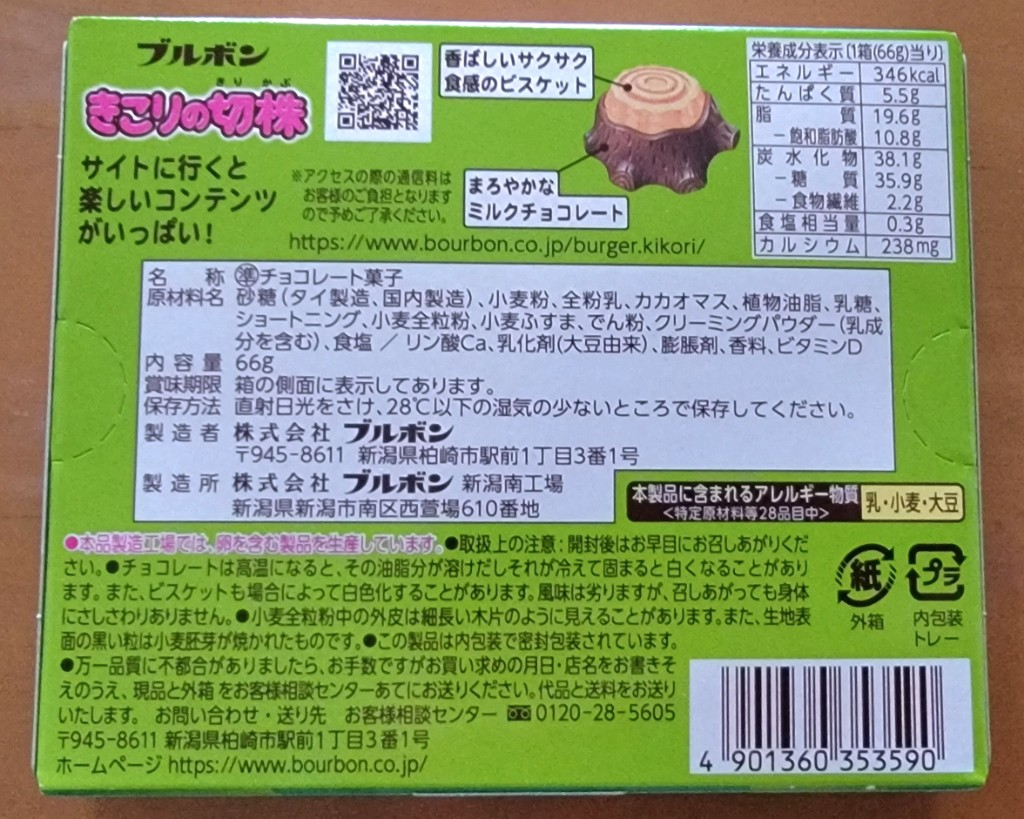 ブルボン
きりかぶ
きこりの切株
サイトに行くと
楽しいコンテンツ
がいっぱい!
※アクセスの際の通信料は
お客様のご負担となります
ので予めご了承ください。
https://www.bourbon.co.jp/burger.kikori/
香ばしいサクサク
食感のビスケット
まろやかな
ミルクチョコレート
栄養成分表示(1箱(66g)当り)
エネルギー 346kcal
たんぱく質 5.5g
脂質 19.6g
-飽和脂肪酸 10.8g
炭水化物 38.1g
-糖質 35.9g
-食物繊維 2.2g
食塩相当量 0.3g
カルシウム 238mg
名称 ㊜チョコレート菓子
原材料名 砂糖(タイ製造、国内製造)、小麦粉、全粉乳、カカオマス、植物油脂、乳糖、
ショートニング、小麦全粒粉、小麦ふすま、でん粉、クリーミングパウダー(乳成
分を含む)、食塩 / リン酸Ca、乳化剤(大豆由来)、膨脹剤、香料、ビタミンD
内容量 66g
賞味期限 箱の側面に表示してあります。
保存方法 直射日光をさけ、28℃以下の湿気の少ないところで保存してください。
製造者 株式会社 ブルボン
〒945-8611 新潟県柏崎市駅前1丁目3番1号
製造所 株式会社 ブルボン 新潟南工場
新潟県新潟市南区西萱場610番地
本製品に含まれるアレルギー物質
<特定原材料等28品目中>
乳・小麦・大豆
●本品製造工場では、卵を含む製品を生産しています。●取扱上の注意:開封後はお早目にお召しあがりくだ
さい。●チョコレートは高温になると、その油脂分が溶けだしそれが冷えて固まると白くなることがあり
ます。また、ビスケットも場合によって白色化することがあります。風味は劣りますが、召しあがっても身体
にさしさわりありません。●小麦全粒粉中の外皮は細長い木片のように見えることがあります。また、生地表
面の黒い粒は小麦胚芽が焼かれたものです。●この製品は内包装で密封包装されています。
●万一品質に不都合がありましたら、お手数ですがお買い求めの月日・店名をお書きそ
えのうえ、現品と外箱をお客様相談センターあてにお送りください。代品と送料をお送り
いたします。 お問い合わせ・送り先 お客様相談センター 0120-28-5605
〒945-8611 新潟県柏崎市駅前1丁目3番1号
ホームページ https://www.bourbon.co.jp/
紙
外箱
プラ
内包装
トレー
4 901360 353590